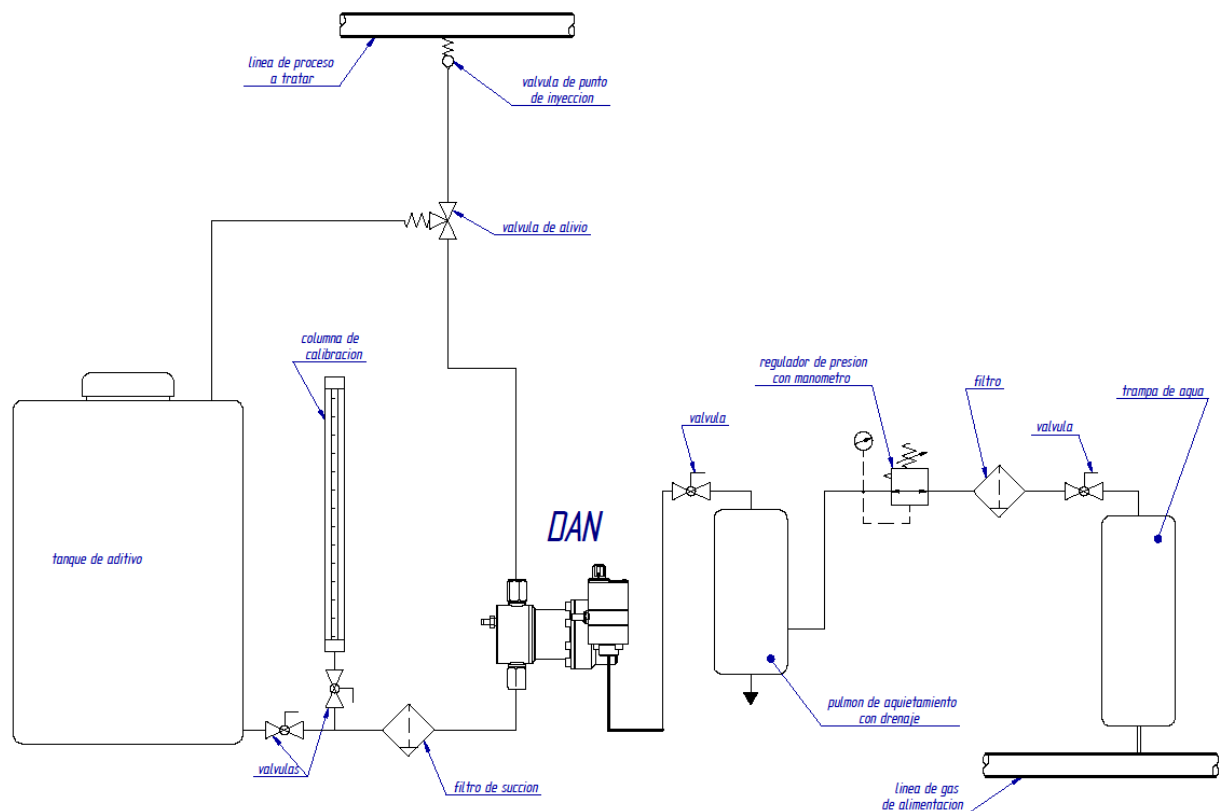 linea de proceso
a tratar
valvula de punto
de inyeccion
valvula de alivio
columna de
calibracion
regulador de presion
con manometro
filtro
trampa de agua
valvula
valvula
DAN
tanque de aditivo
pulmon de aquietamiento
con drenaje
valvulas
filtro de succion
linea de gas
de alimentacion